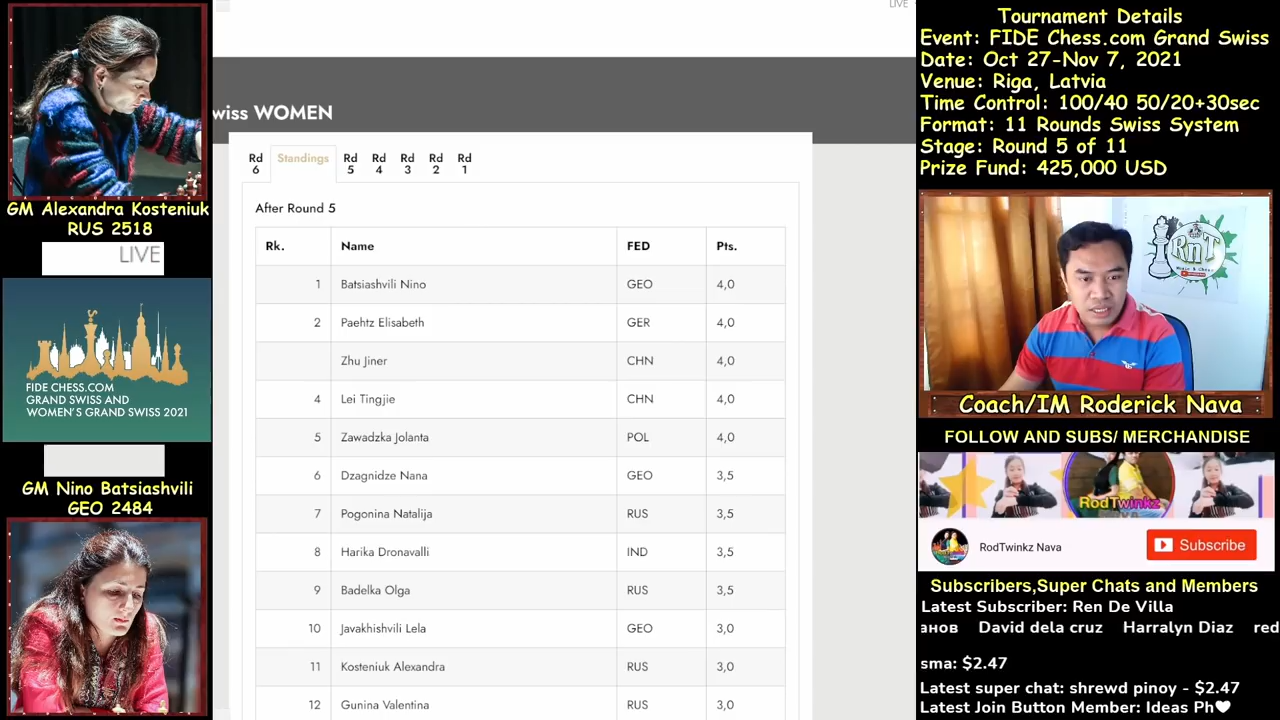 GM Alexandra Kosteniuk
RUS 2518
LIVE
FIDE CHESS.COM
GRAND SWISS AND
WOMEN'S GRAND SWISS 2021
GM Nino Batsiashvili
GEO 2484
LIVE
wiss WOMEN
Rd 6
Standings
Rd 5
Rd 4
Rd 3
Rd 2
Rd 1
After Round 5
Rk. Name FED Pts.
1 Batsiashvili Nino GEO 4,0
2 Paehtz Elisabeth GER 4,0
Zhu Jiner CHN 4,0
4 Lei Tingjie CHN 4,0
5 Zawadzka Jolanta POL 4,0
6 Dzagnidze Nana GEO 3,5
7 Pogonina Natalija RUS 3,5
8 Harika Dronavalli IND 3,5
9 Badelka Olga RUS 3,5
10 Javakhishvili Lela GEO 3,0
11 Kosteniuk Alexandra RUS 3,0
12 Gunina Valentina RUS 3,0
Tournament Details
Event: FIDE Chess.com Grand Swiss
Date: Oct 27-Nov 7, 2021
Venue: Riga, Latvia
Time Control: 100/40 50/20+30sec
Format: 11 Rounds Swiss System
Stage: Round 5 of 11
Prize Fund: 425,000 USD
RnT
Music & Chess
Coach/IM Roderick Nava
FOLLOW AND SUBS/ MERCHANDISE
RodTwinkz
RodTwinkz Nava
Subscribe
Subscribers,Super Chats and Members
Latest Subscriber: Ren De Villa
анов David dela cruz Harralyn Diaz red
sma: $2.47
Latest super chat: shrewd pinoy - $2.47
Latest Join Button Member: Ideas Ph🤍